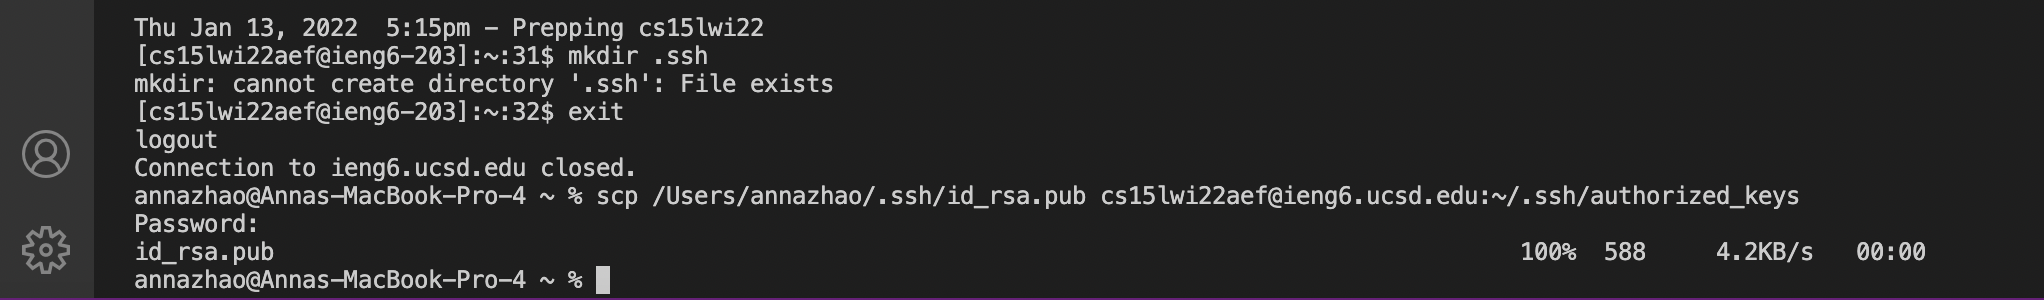 Thu Jan 13, 2022  5:15pm - Prepping cs15lwi22
[cs15lwi22aef@ieng6-203]:~:31$ mkdir .ssh
mkdir: cannot create directory '.ssh': File exists
[cs15lwi22aef@ieng6-203]:~:32$ exit
logout
Connection to ieng6.ucsd.edu closed.
annazhao@Annas-MacBook-Pro-4 ~ % scp /Users/annazhao/.ssh/id_rsa.pub cs15lwi22aef@ieng6.ucsd.edu:~/.ssh/authorized_keys
Password:
id_rsa.pub                                                      100%  588     4.2KB/s   00:00
annazhao@Annas-MacBook-Pro-4 ~ %